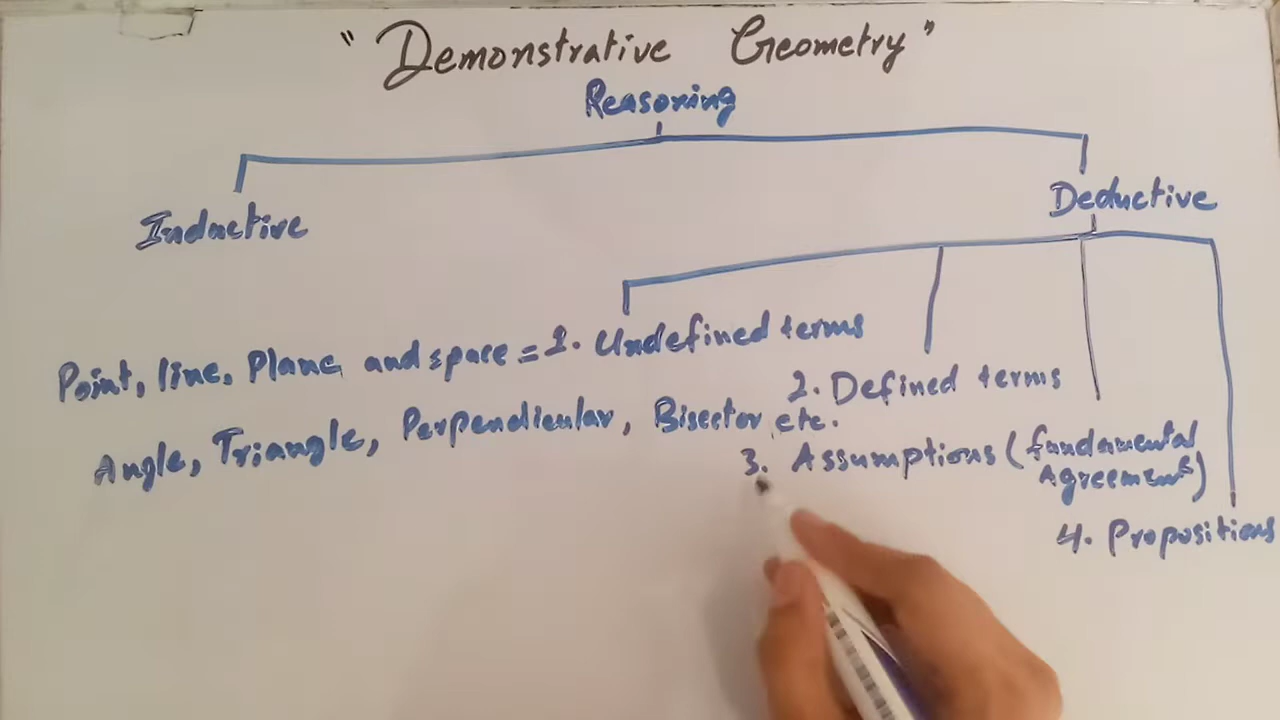 "Demonstrative Geometry"
Reasoning
Inductive
Deductive
Point, line, Plane and space = 1. Undefined terms
2. Defined terms
Angle, Triangle, Perpendicular, Bisector etc.
3. Assumptions (fundamental
Agreements)
4. Propositions